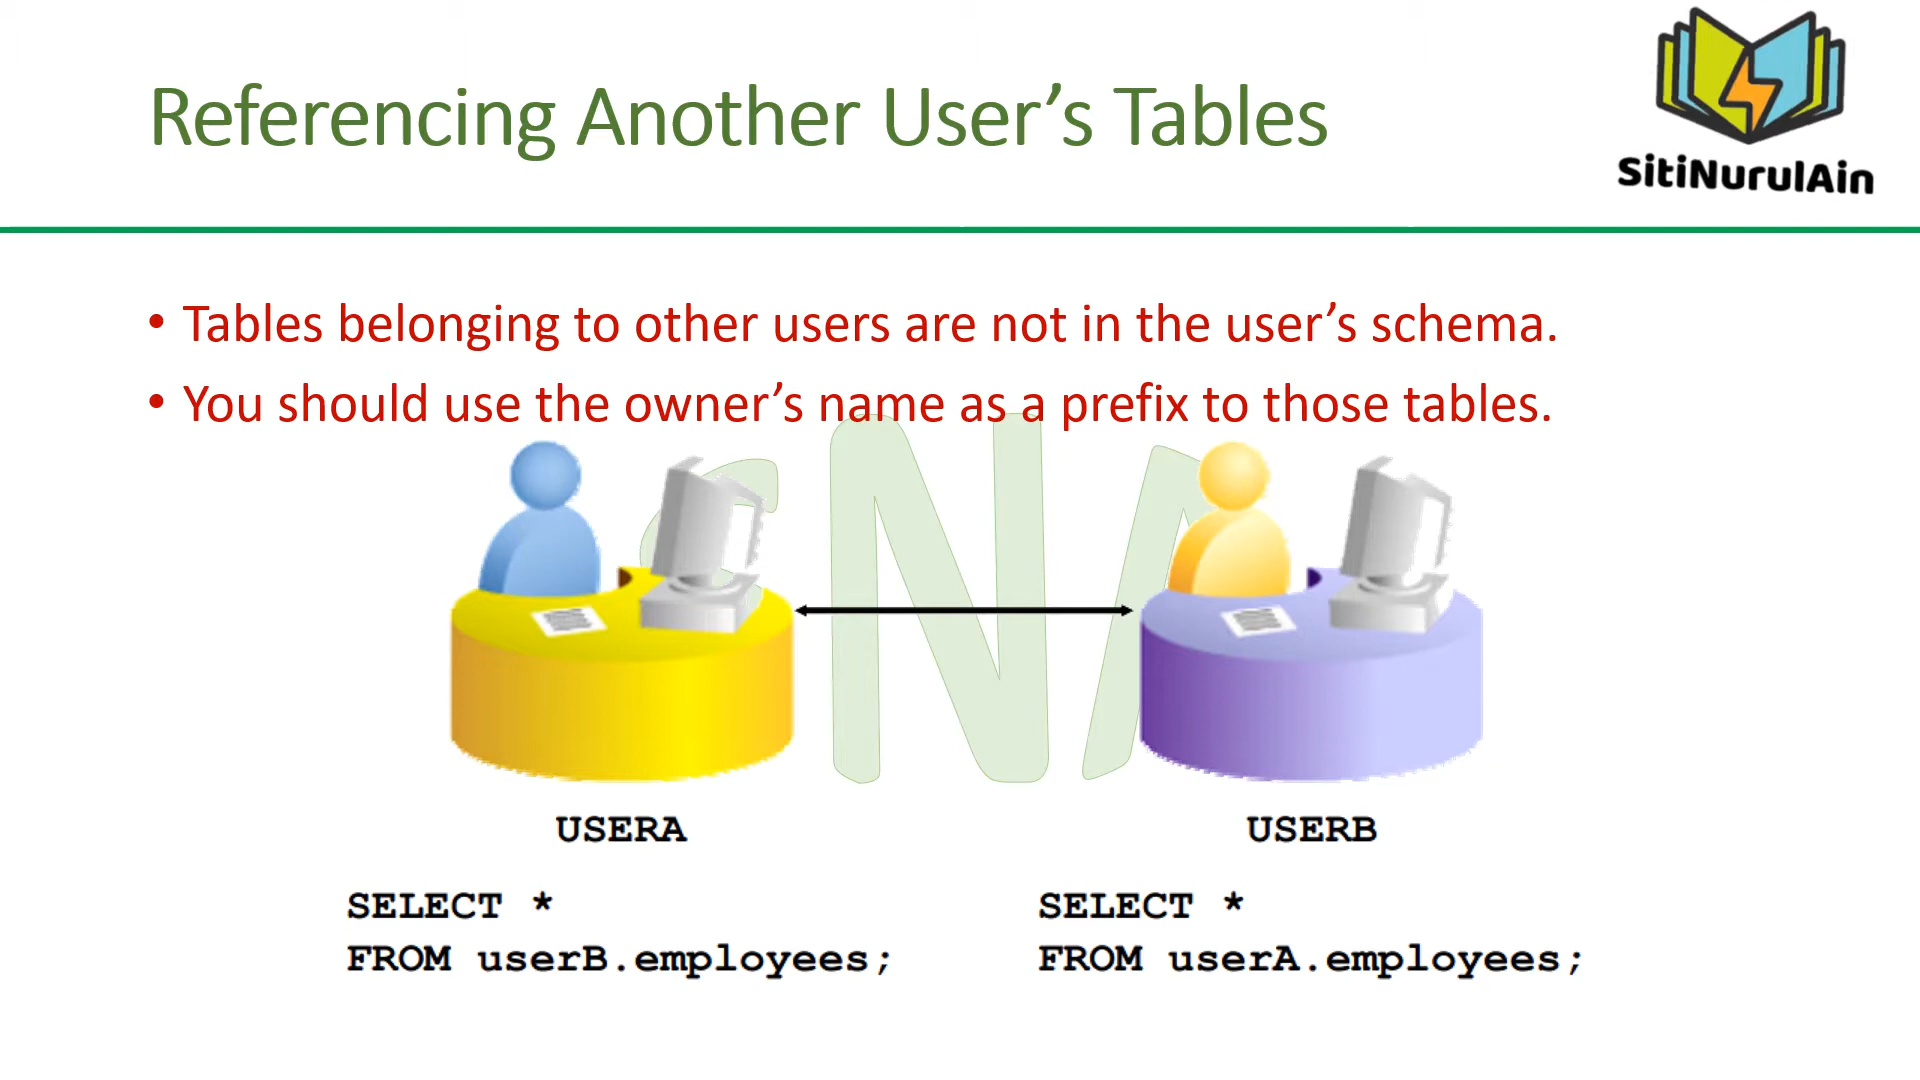 SitiNurulAin
Referencing Another User’s Tables
• Tables belonging to other users are not in the user’s schema.
• You should use the owner’s name as a prefix to those tables.
SNA
USERA
USERB
SELECT *
FROM userB.employees;
SELECT *
FROM userA.employees;